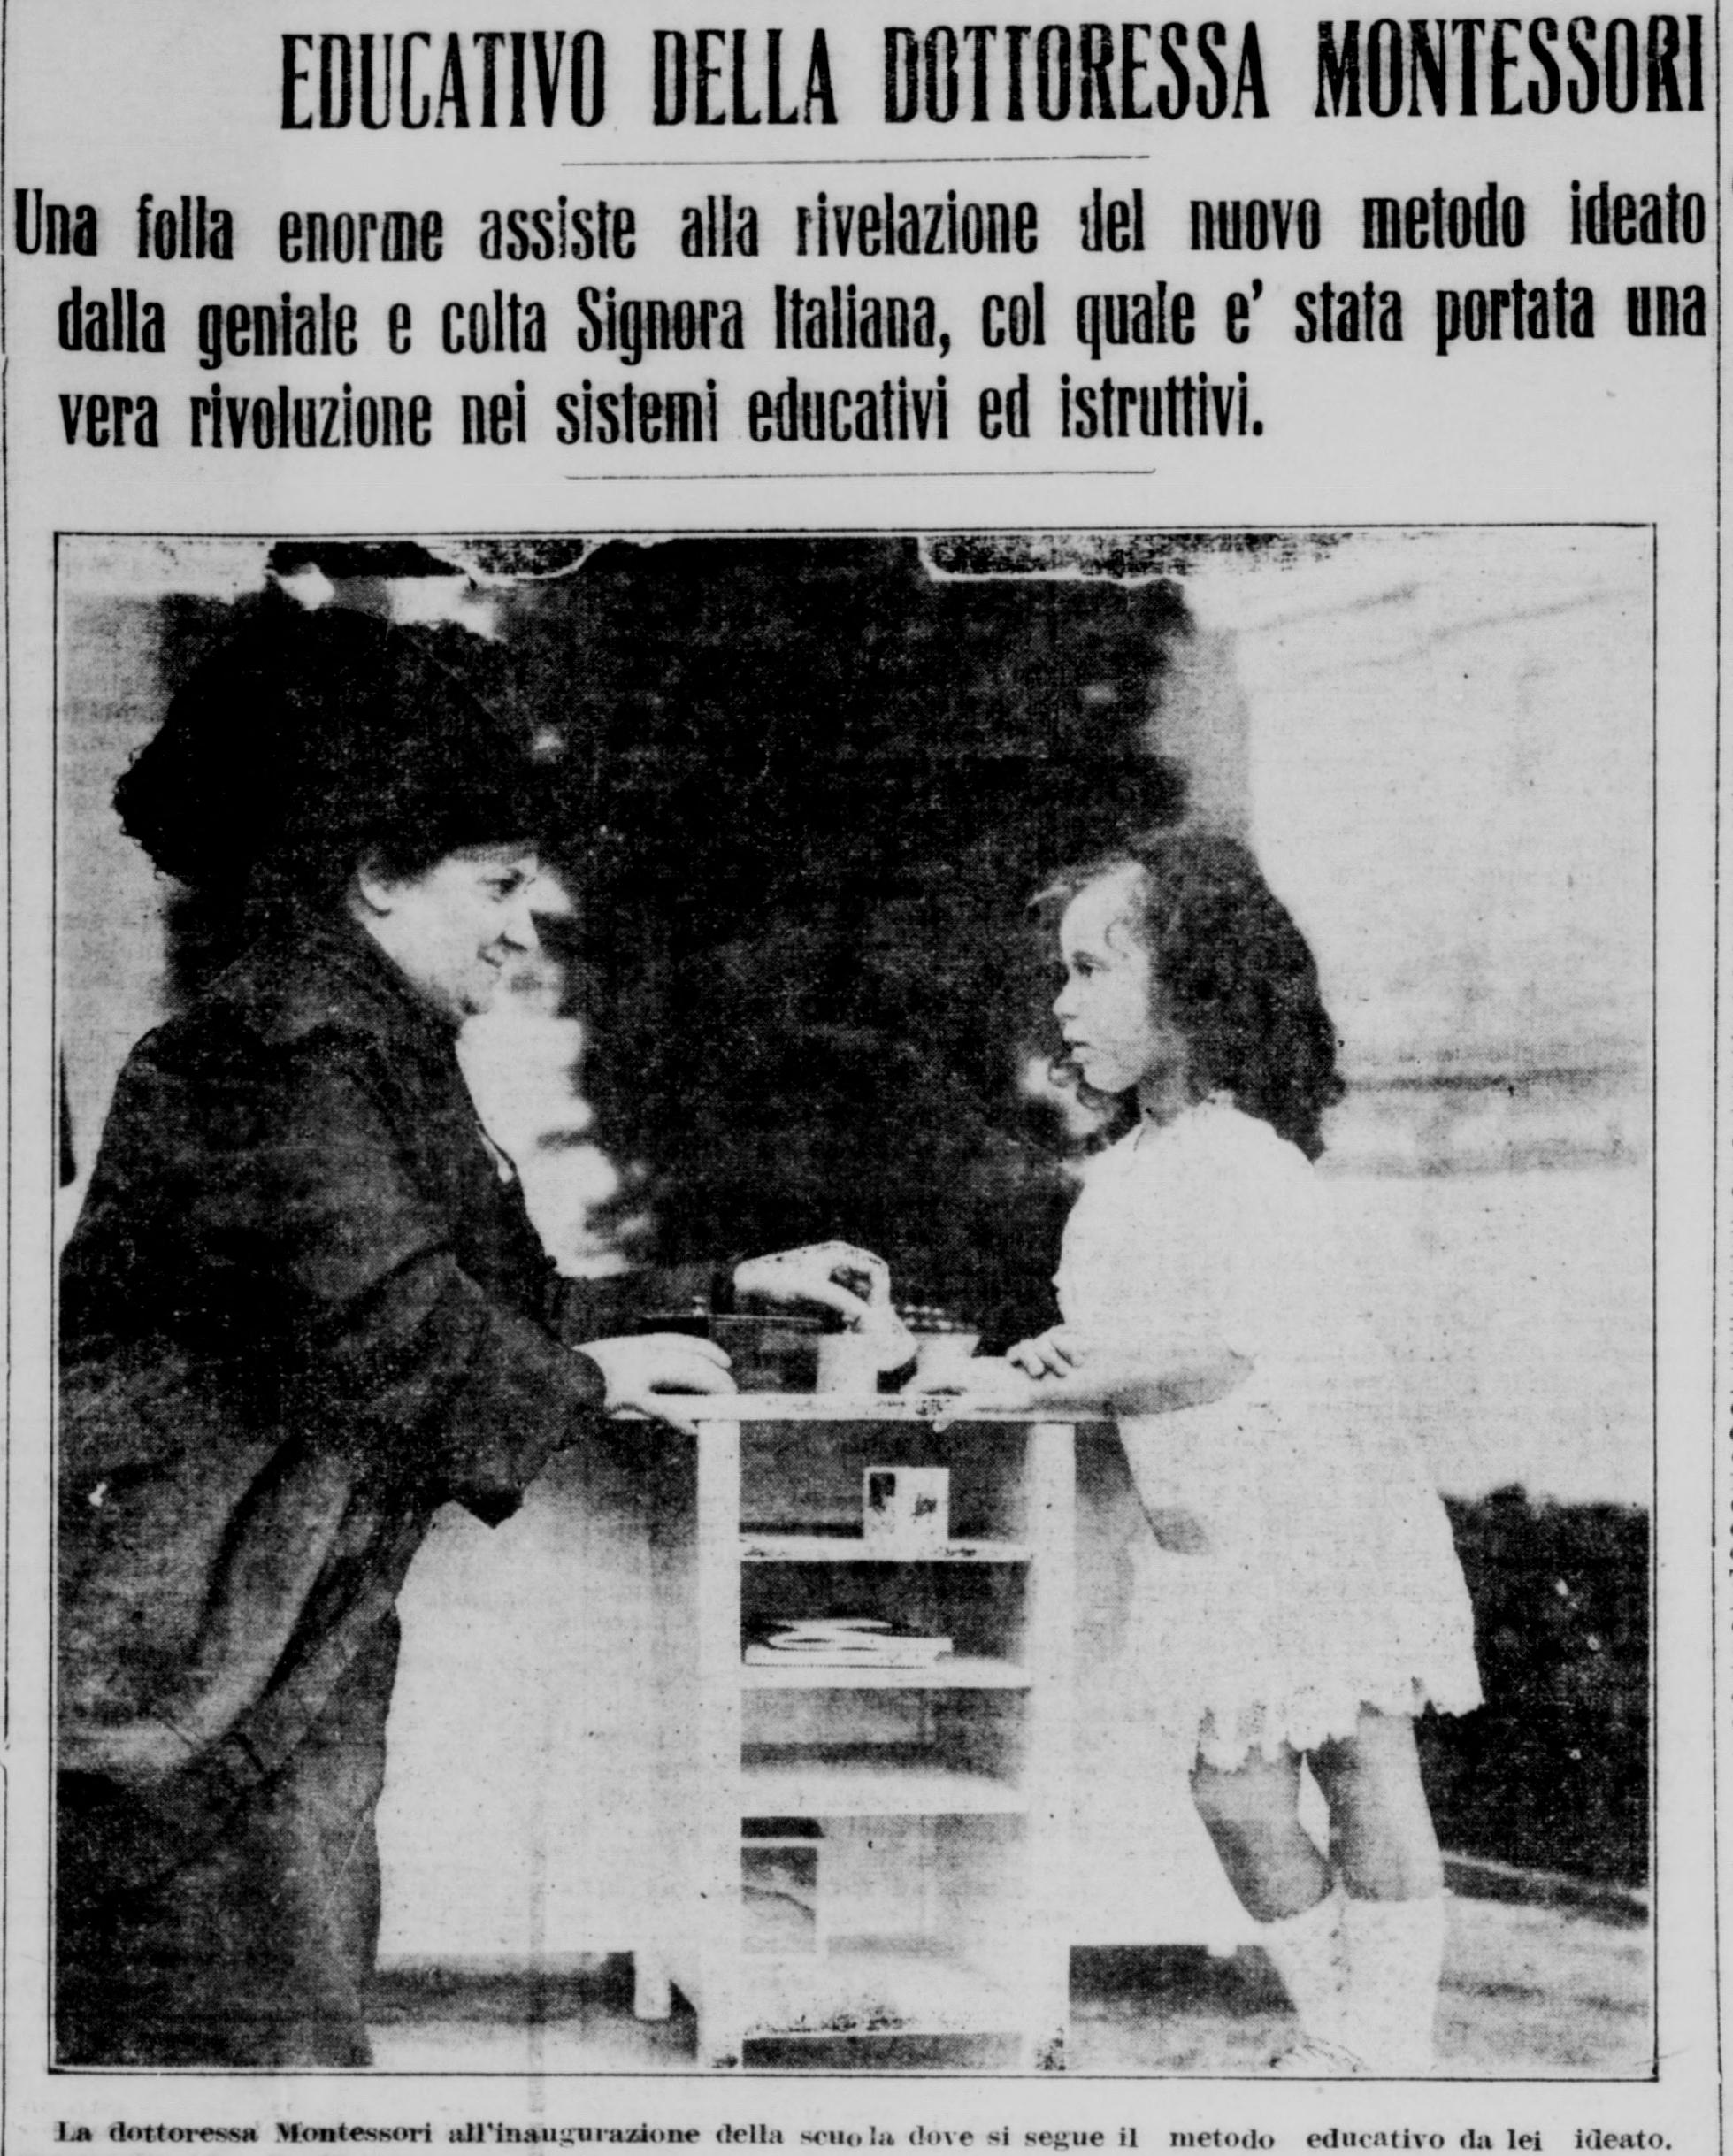 EDUCATIVO DELLA DOTTORESSA MONTESSORI
Una folla enorme assiste alla rivelazione del nuovo metodo ideato
dalla geniale e colta Signora Italiana, col quale e' stata portata una
vera rivoluzione nei sistemi educativi ed istruttivi.
La dottoressa Montessori all'inaugurazione della scuola dove si segue il metodo educativo da lei ideato.